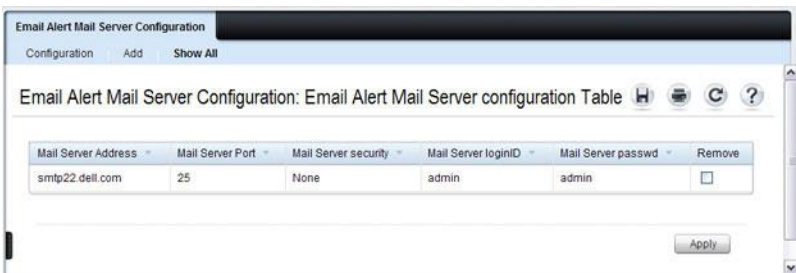 Email Alert Mail Server Configuration
Configuration Add Show All
Email Alert Mail Server Configuration: Email Alert Mail Server configuration Table
Mail Server Address Mail Server Port Mail Server security Mail Server loginID Mail Server passwd Remove
smtp22.dell.com 25 None admin admin
Apply